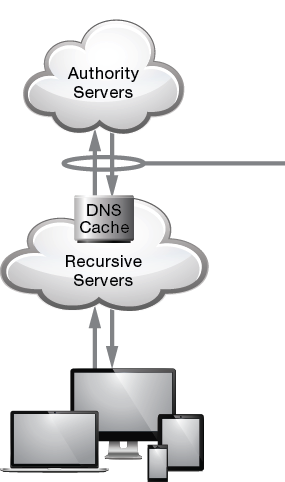 Authority
Servers
DNS
Cache
Recursive
Servers